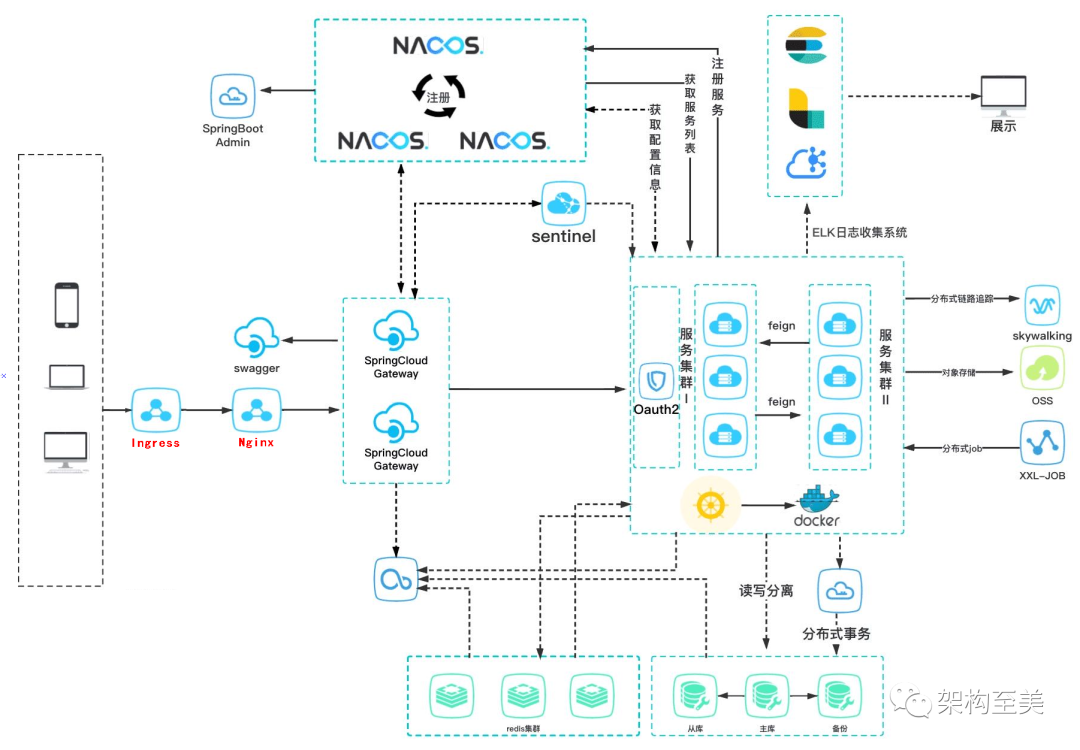 NACOS.
注册
NACOS.
NACOS.
SpringBoot
Admin
注册服务
获取服务列表
获取配置信息
展示
sentinel
ELK日志收集系统
SpringCloud
Gateway
SpringCloud
Gateway
swagger
Ingress
Nginx
Oauth2
服务集群I
feign
feign
服务集群II
分布式链路追踪
skywalking
对象存储
OSS
分布式job
XXL-JOB
docker
读写分离
分布式事务
redis集群
从库
主库
备份
架构至美